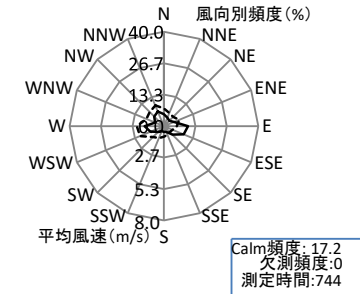 N 風向別頻度(%)
40.0
NNW NNE
NW 26.7 NE
WNW 13.3 ENE
W E
WSW 2.7 ESE
SW 5.3 SE
SSW SSE
8.0
平均風速(m/s) S
Calm頻度: 17.2
欠測頻度:0
測定時間:744